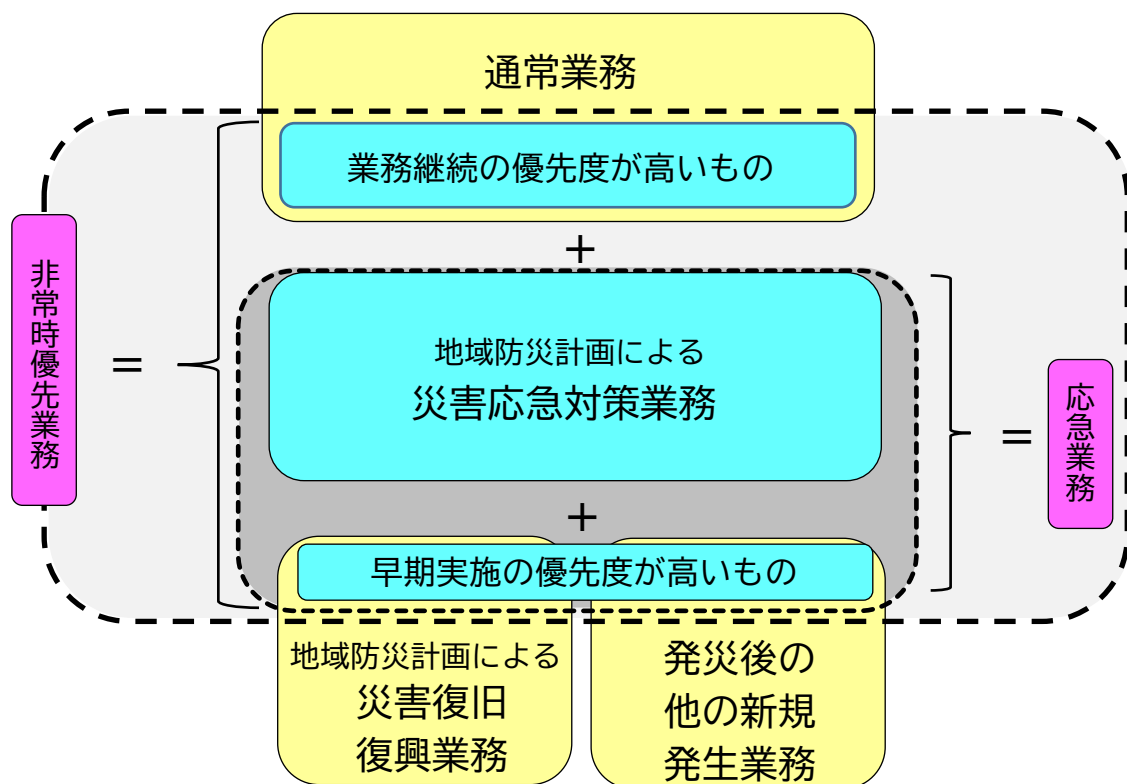 通常業務
業務継続の優先度が高いもの
+
非常時優先業務
=
地域防災計画による
災害応急対策業務
=
応急業務
+
早期実施の優先度が高いもの
地域防災計画による
災害復旧
復興業務
発災後の
他の新規
発生業務